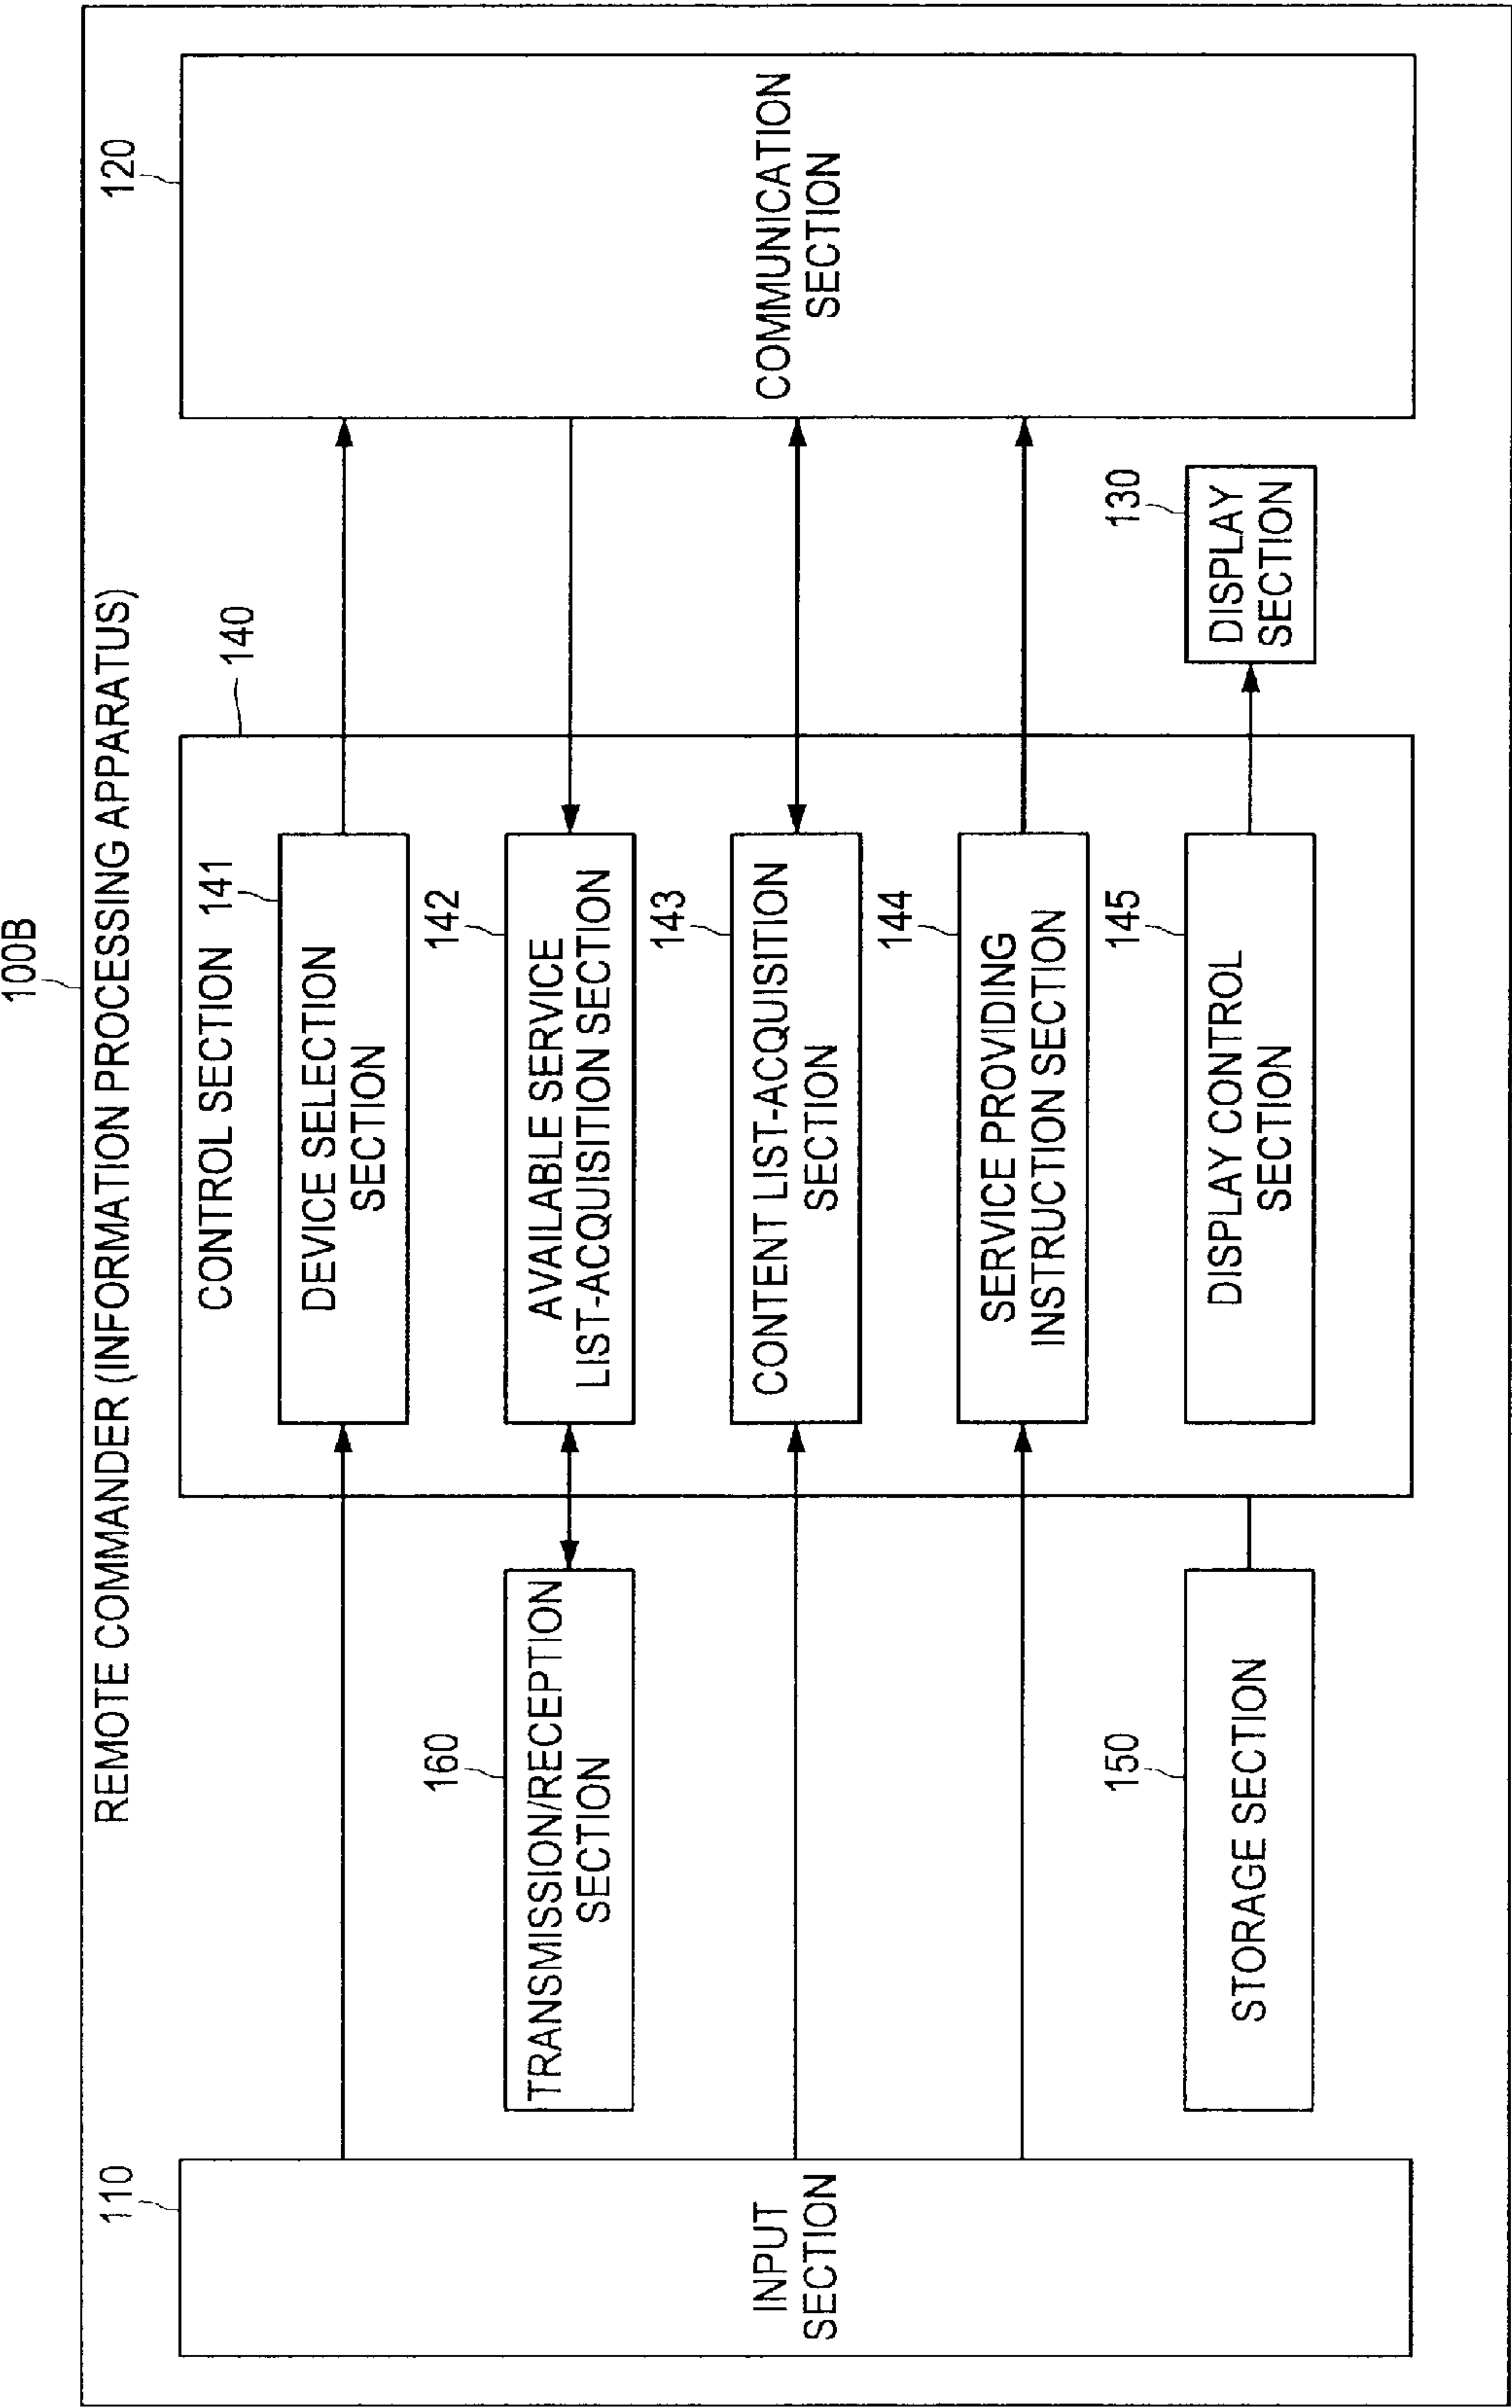 100B
REMOTE COMMANDER (INFORMATION PROCESSING APPARATUS)
110
INPUT
SECTION
160
TRANSMISSION/RECEPTION
SECTION
150
STORAGE SECTION
140
CONTROL SECTION
141
DEVICE SELECTION
SECTION
142
AVAILABLE SERVICE
LIST-ACQUISITION SECTION
143
CONTENT LIST-ACQUISITION
SECTION
144
SERVICE PROVIDING
INSTRUCTION SECTION
145
DISPLAY CONTROL
SECTION
130
DISPLAY
SECTION
120
COMMUNICATION
SECTION